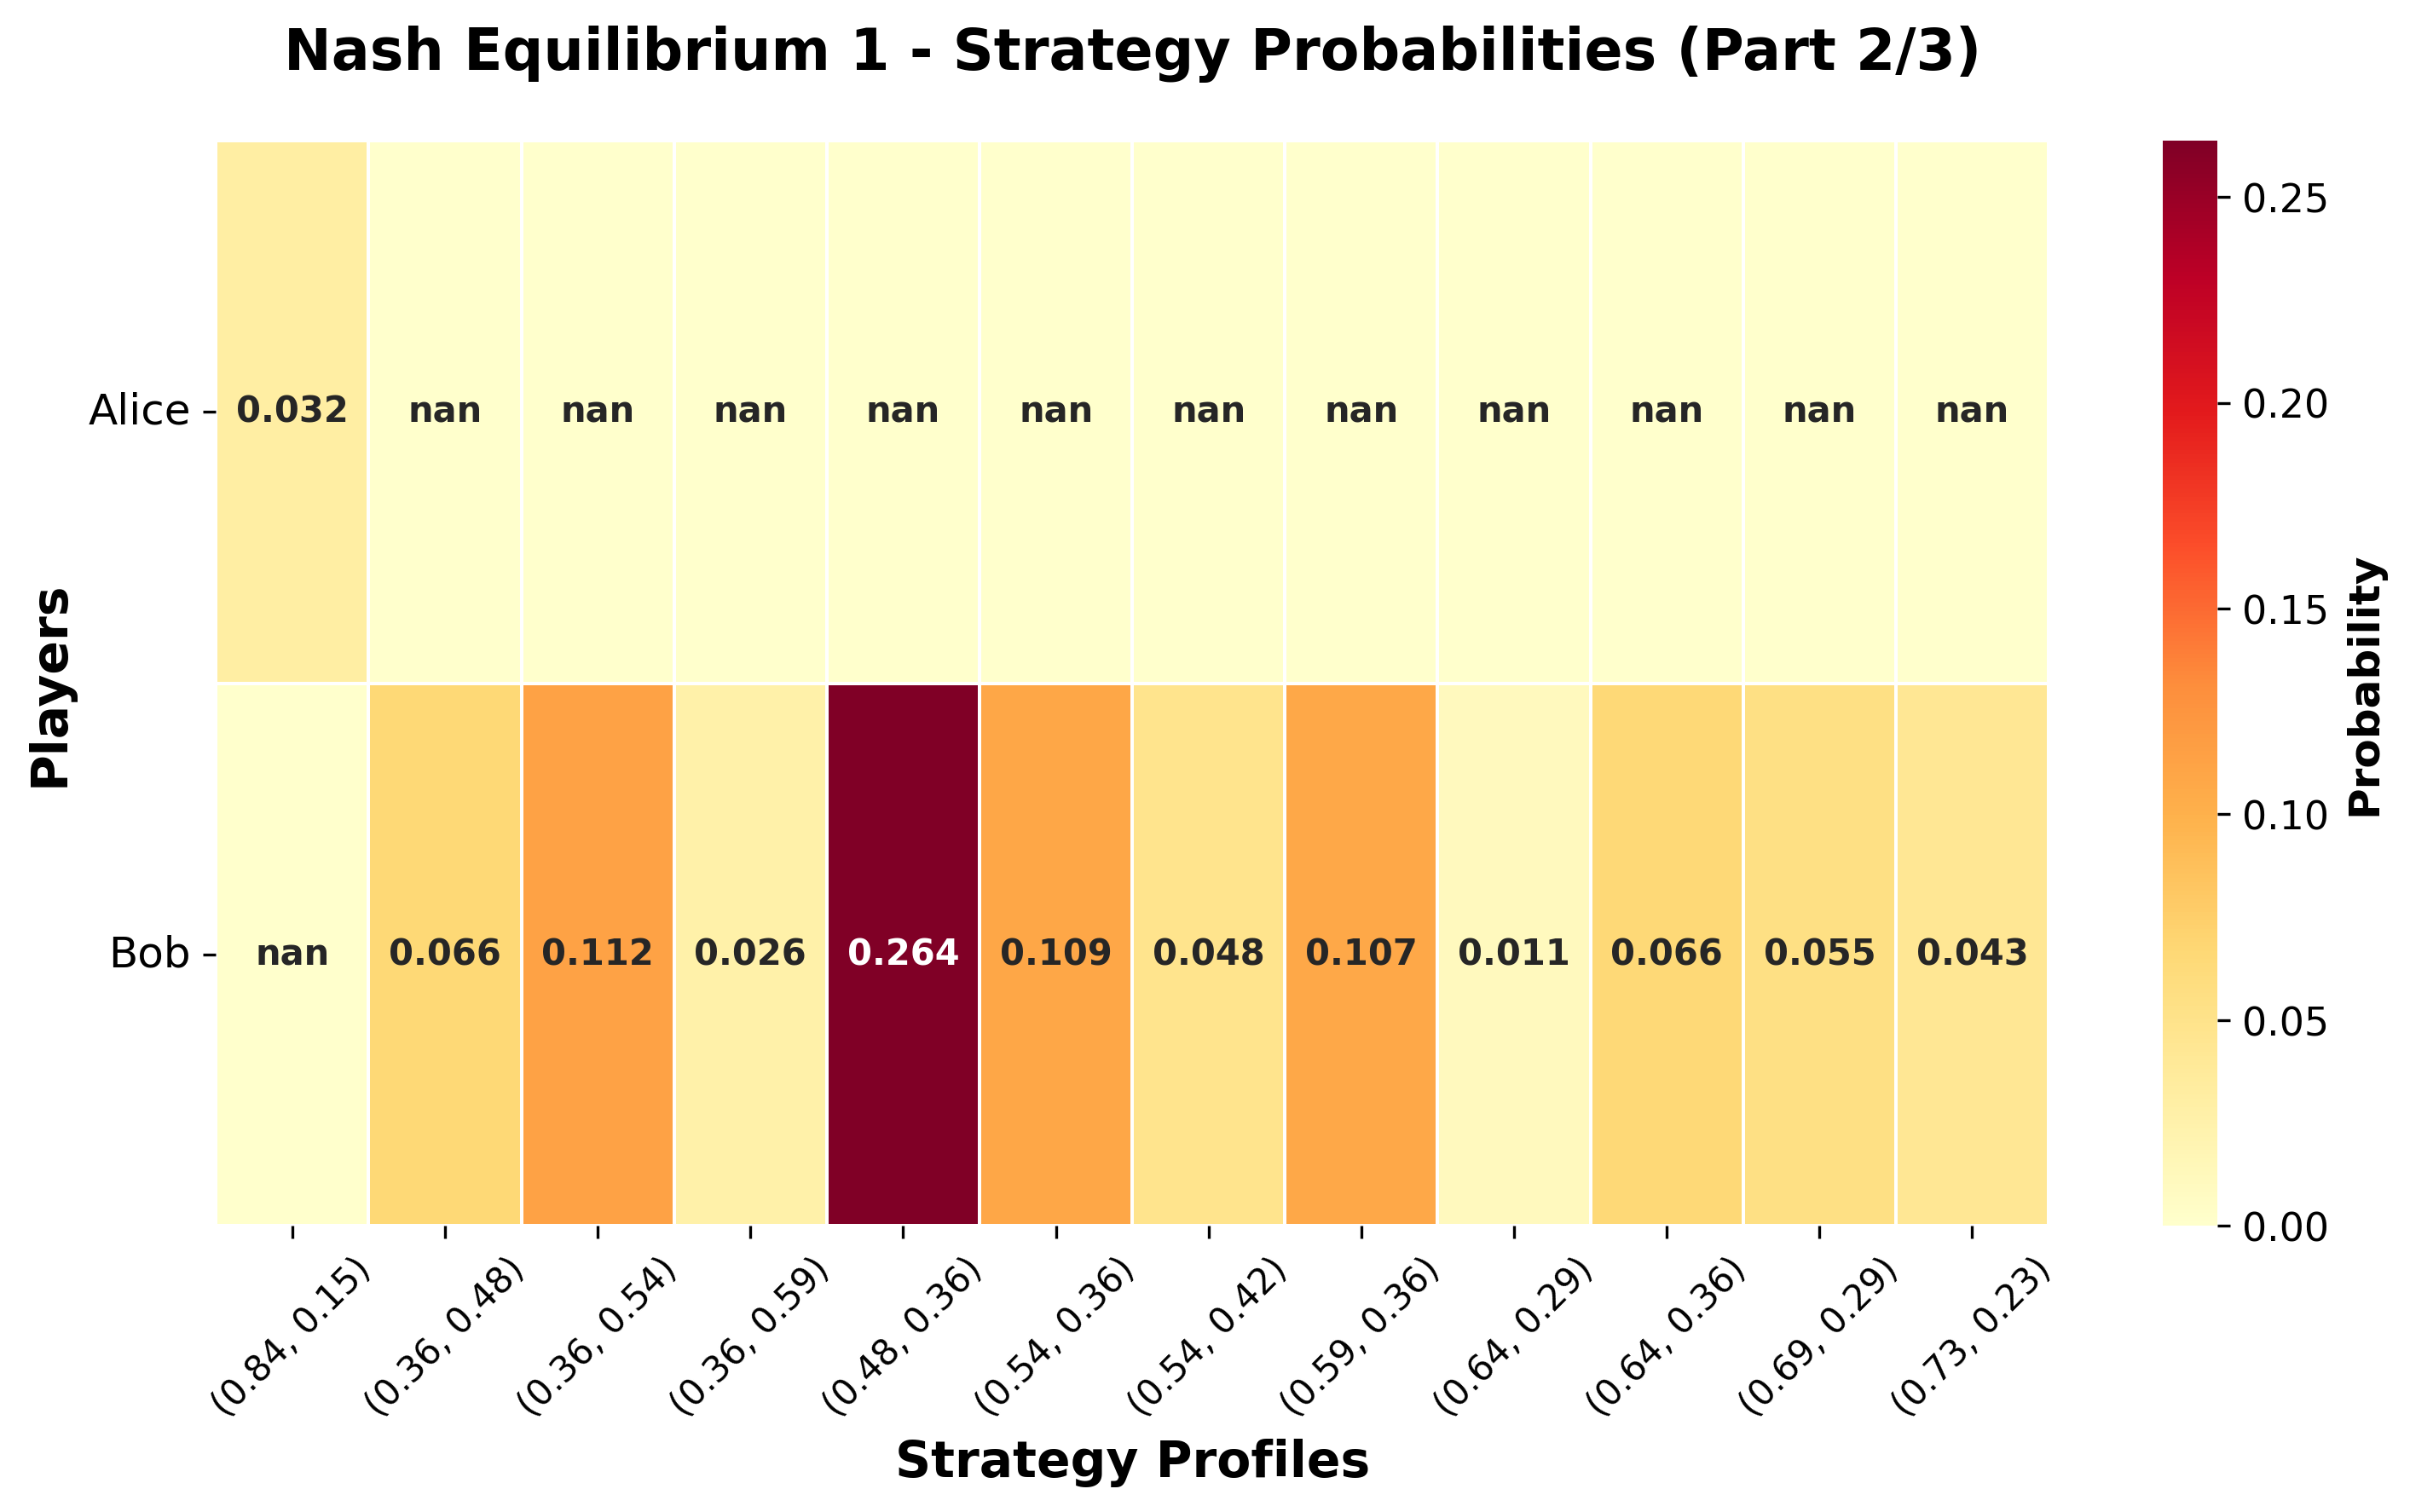 Nash Equilibrium 1 - Strategy Probabilities (Part 2/3)
Players
Alice
0.032 nan nan nan nan nan nan nan nan nan nan nan
Bob
nan 0.066 0.112 0.026 0.264 0.109 0.048 0.107 0.011 0.066 0.055 0.043
(0.84, 0.15)
(0.36, 0.48)
(0.36, 0.54)
(0.36, 0.59)
(0.48, 0.36)
(0.54, 0.36)
(0.54, 0.42)
(0.59, 0.36)
(0.64, 0.29)
(0.64, 0.36)
(0.69, 0.29)
(0.73, 0.23)
Strategy Profiles
0.25
0.20
0.15
0.10
0.05
0.00
Probability